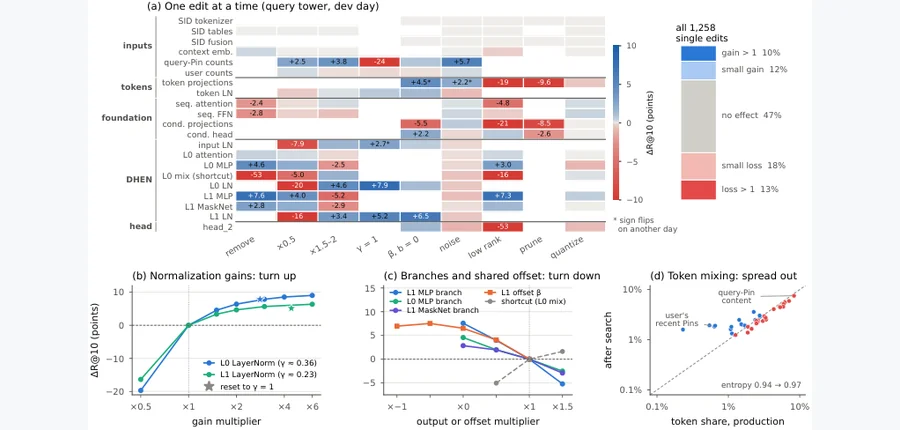 (a) One edit at a time (query tower, dev day)
SID tokenizer
SID tables
inputs
SID fusion
context emb.
query-Pin counts +2.5 +3.8 -24 +5.7
user counts
tokens
token projections +4.5* +2.2* -19 -9.6
token LN
foundation
seq. attention -2.4 -4.8
seq. FFN -2.8
cond. projections -5.5 -21 -8.5
cond. head +2.2 -2.6
DHEN
input LN -7.9 +2.7*
L0 attention
L0 MLP +4.6 -2.5 +3.0
L0 mix (shortcut) -53 -5.0 -16
L0 LN -20 +4.6 +7.9
L1 MLP +7.6 +4.0 -5.2 +7.3
L1 MaskNet +2.8 -2.9
L1 LN -16 +3.4 +5.2 +6.5
head
head_2 -53
remove ×0.5 ×1.5-2 γ = 1 β, b = 0 noise low rank prune quantize
10
5
0
−5
−10
ΔR@10 (points)
* sign flips
on another day
all 1,258
single edits
gain > 1 10%
small gain 12%
no effect 47%
small loss 18%
loss > 1 13%
(b) Normalization gains: turn up
10
0
−10
−20
ΔR@10 (points)
L0 LayerNorm (γ ≈ 0.36)
L1 LayerNorm (γ ≈ 0.23)
reset to γ = 1
×0.5 ×1 ×2 ×4 ×6
gain multiplier
(c) Branches and shared offset: turn down
15
10
5
0
−5
L1 MLP branch
L0 MLP branch
L1 MaskNet branch
L1 offset β
shortcut (L0 mix)
×−1 ×0 ×1 ×1.5
output or offset multiplier
(d) Token mixing: spread out
10%
1%
0.1%
after search
query-Pin
content
user's
recent Pins
entropy 0.94 → 0.97
0.1% 1% 10%
token share, production